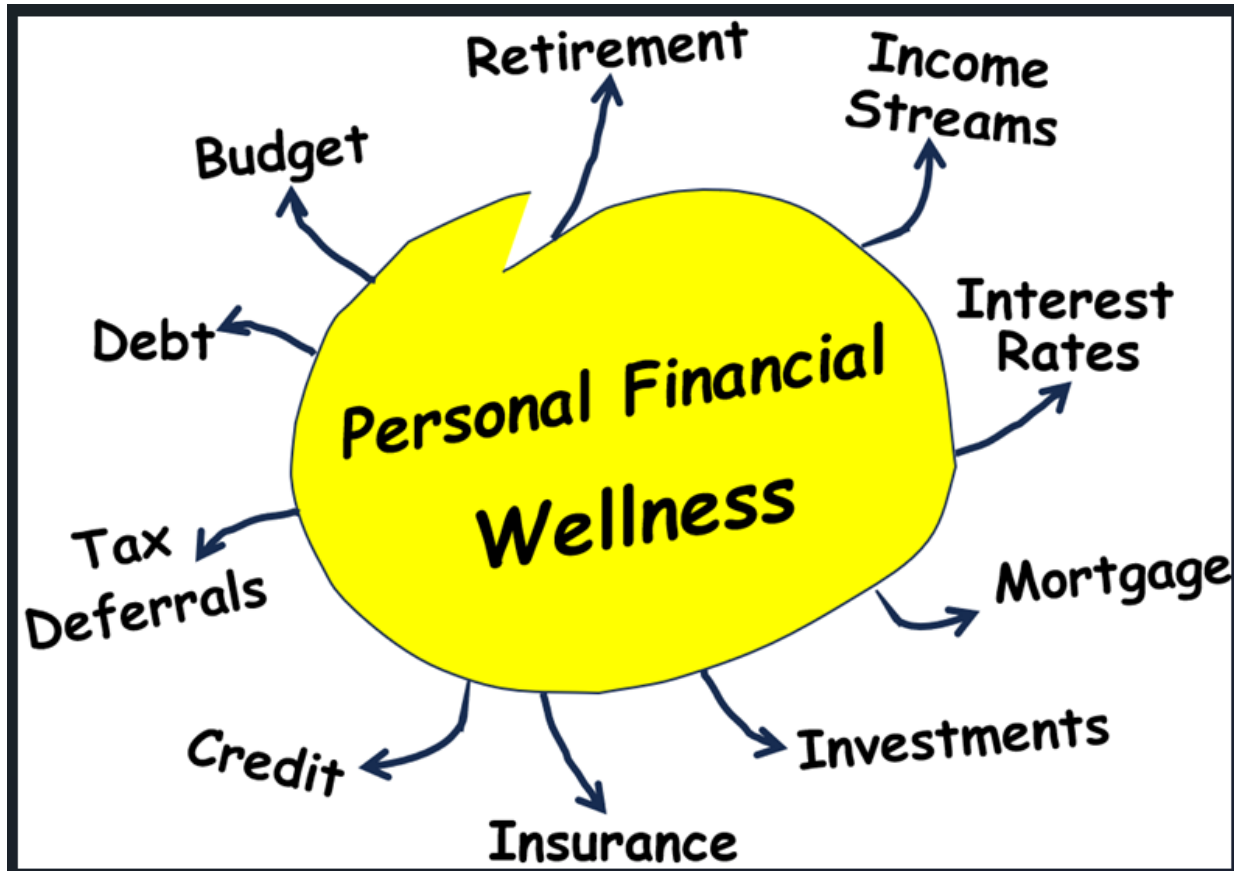 Retirement
Income
Streams
Budget
Interest
Rates
Debt
Personal Financial
Wellness
Tax
Deferrals
Mortgage
Credit
Investments
Insurance